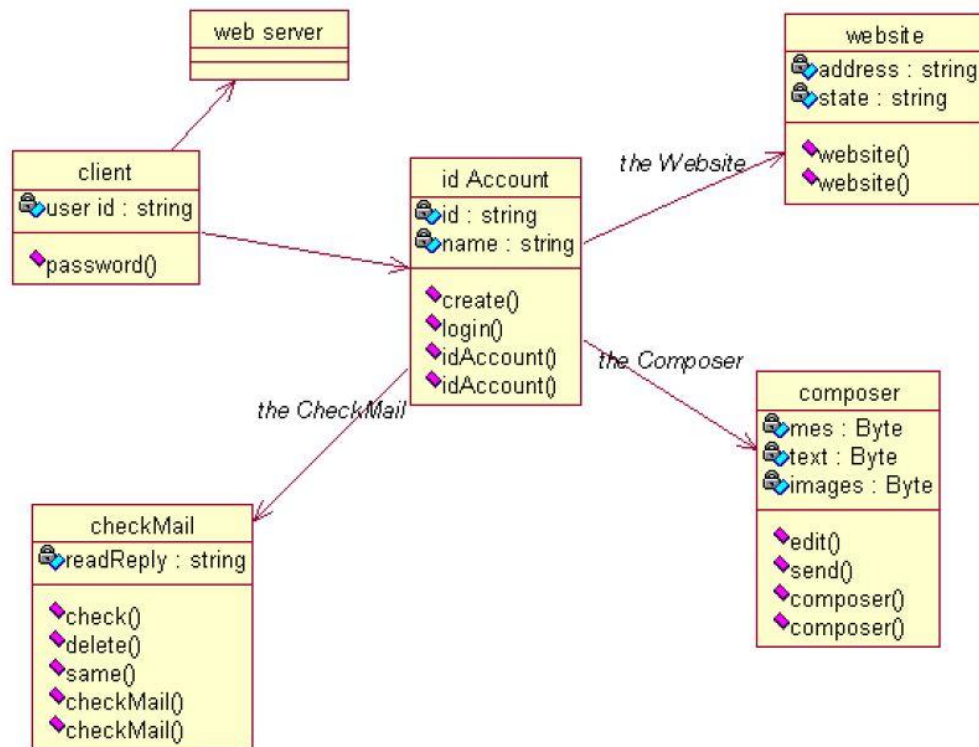 web server
client
user id : string
password()
id Account
id : string
name : string
create()
login()
idAccount()
idAccount()
the Website
website
address : string
state : string
website()
website()
the Composer
composer
mes : Byte
text : Byte
images : Byte
edit()
send()
composer()
composer()
the CheckMail
checkMail
readReply : string
check()
delete()
same()
checkMail()
checkMail()